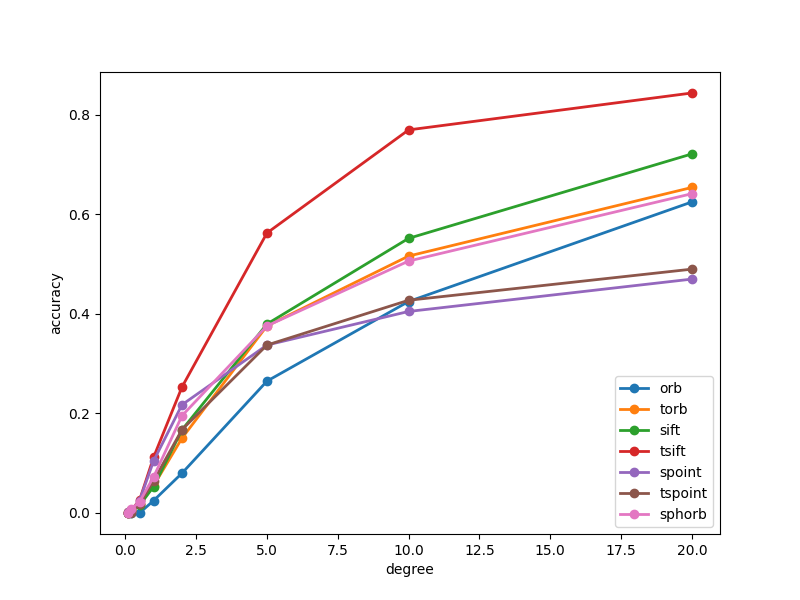 0.8
0.6
0.4
0.2
0.0
accuracy
0.0 2.5 5.0 7.5 10.0 12.5 15.0 17.5 20.0
degree
orb
torb
sift
tsift
spoint
tspoint
sphorb